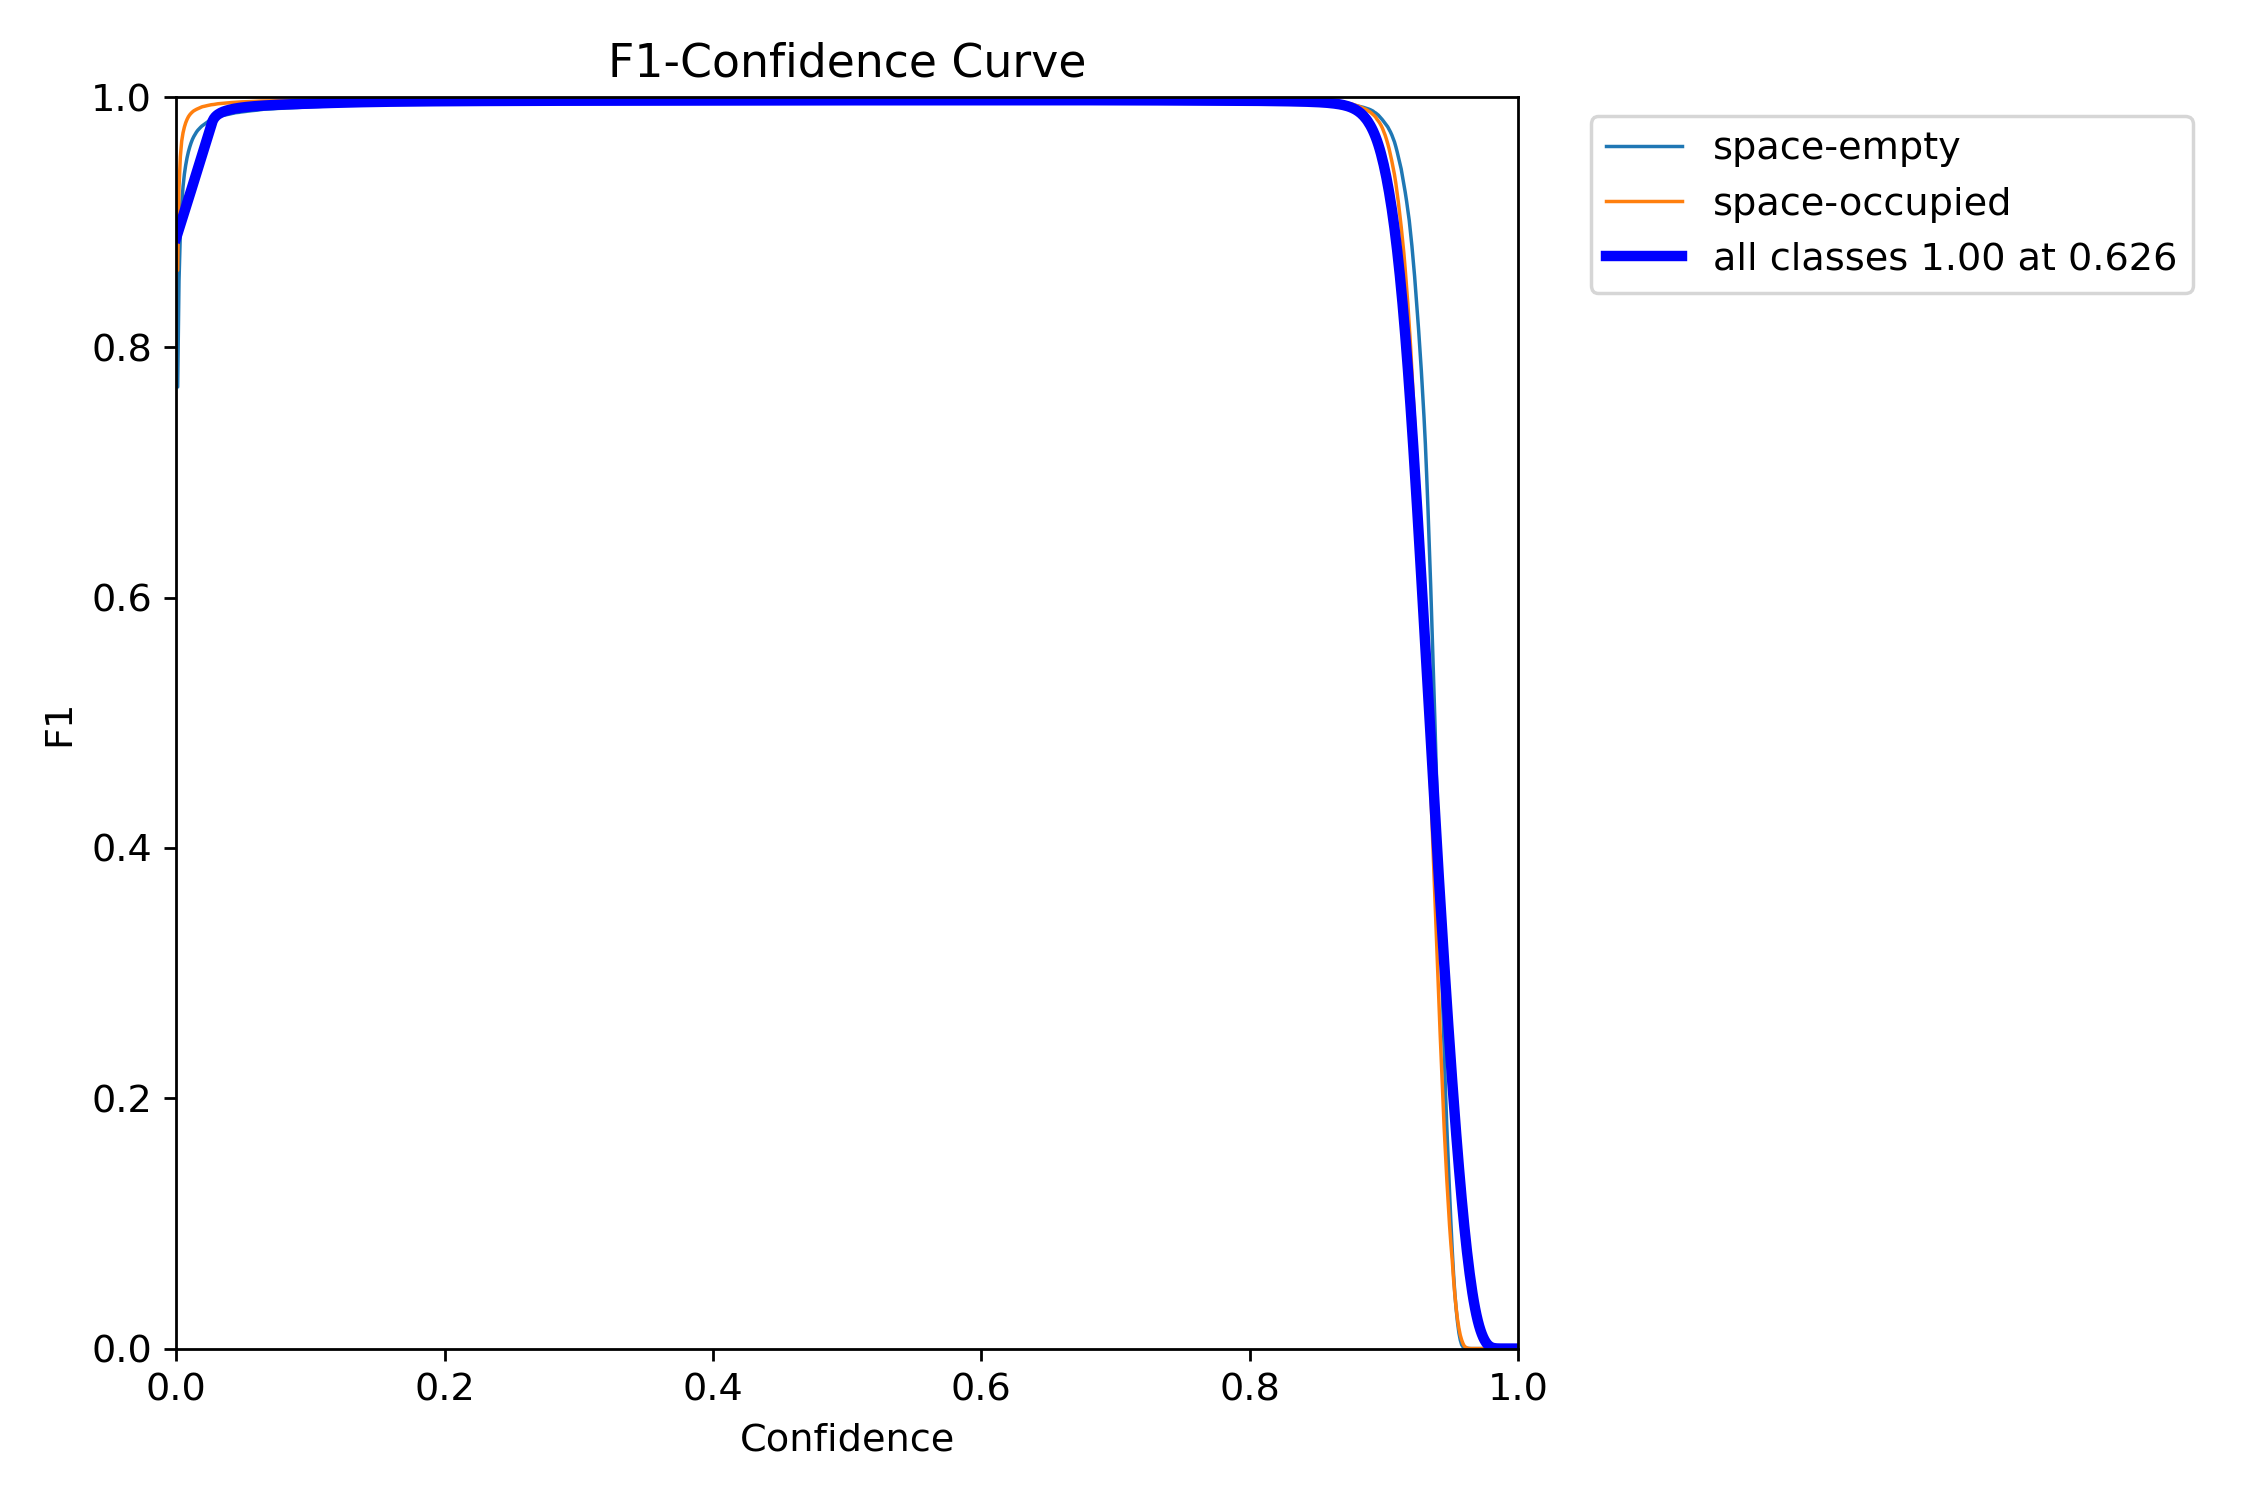 F1-Confidence Curve
space-empty
space-occupied
all classes 1.00 at 0.626
1.0
0.8
0.6
0.4
0.2
0.0
F1
0.0 0.2 0.4 0.6 0.8 1.0
Confidence